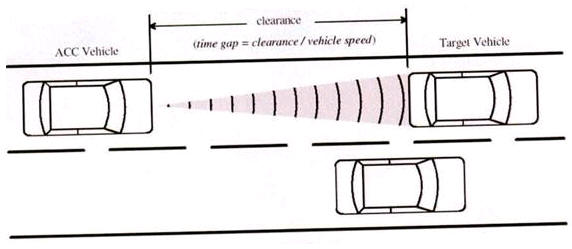 clearance
ACC Vehicle
(time gap = clearance / vehicle speed)
Target Vehicle